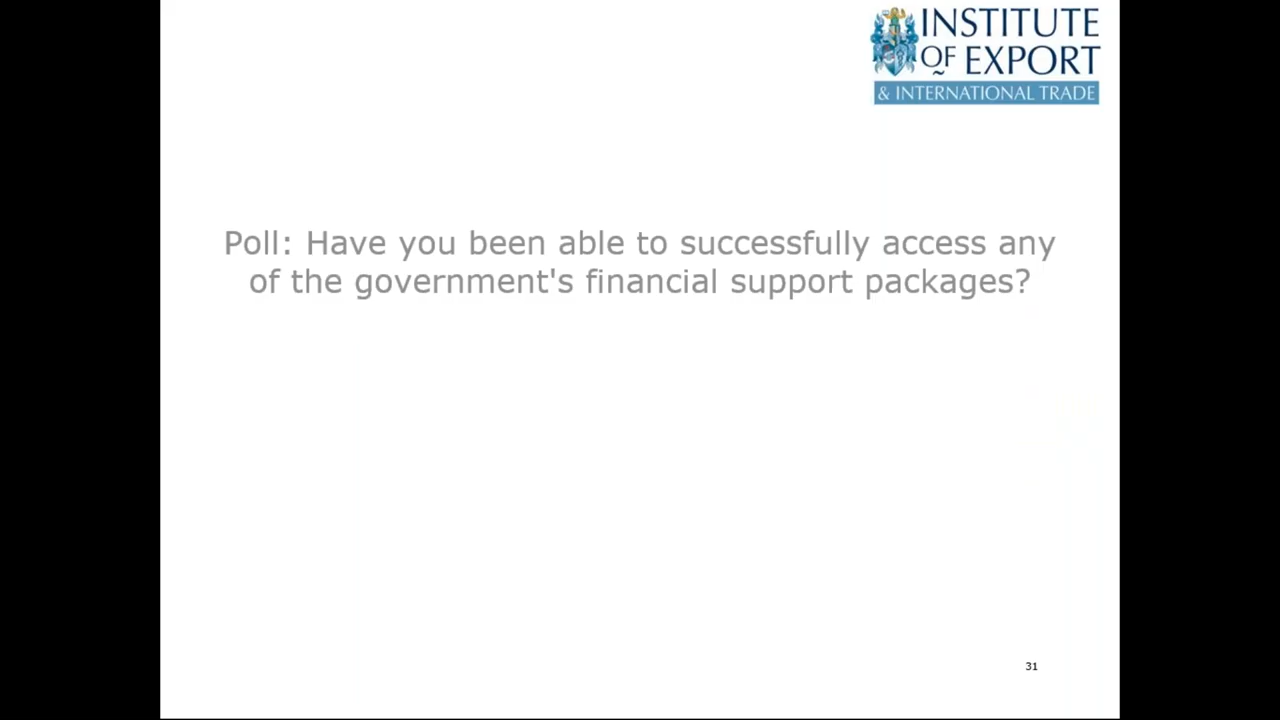 INSTITUTE
OF EXPORT
& INTERNATIONAL TRADE
Poll: Have you been able to successfully access any
of the government's financial support packages?
31